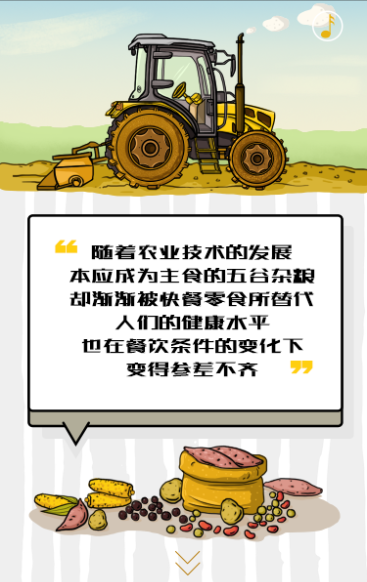 随着农业技术的发展
本应成为主食的五谷杂粮
却渐渐被快餐零食所替代
人们的健康水平
也在餐饮条件的变化下
变得参差不齐